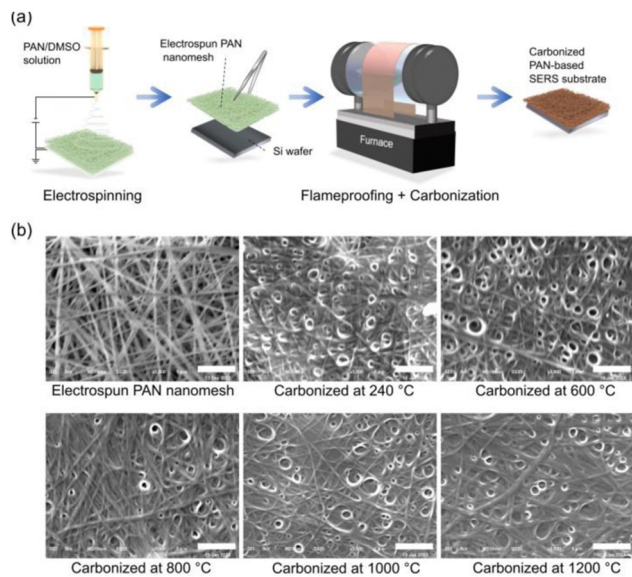 (a)
PAN/DMSO
solution
Electrospun PAN
nanomesh
Si wafer
Furnace
Carbonized
PAN-based
SERS substrate
Electrospinning
Flameproofing + Carbonization
(b)
Electrospun PAN nanomesh
Carbonized at 240 °C
Carbonized at 600 °C
Carbonized at 800 °C
Carbonized at 1000 °C
Carbonized at 1200 °C